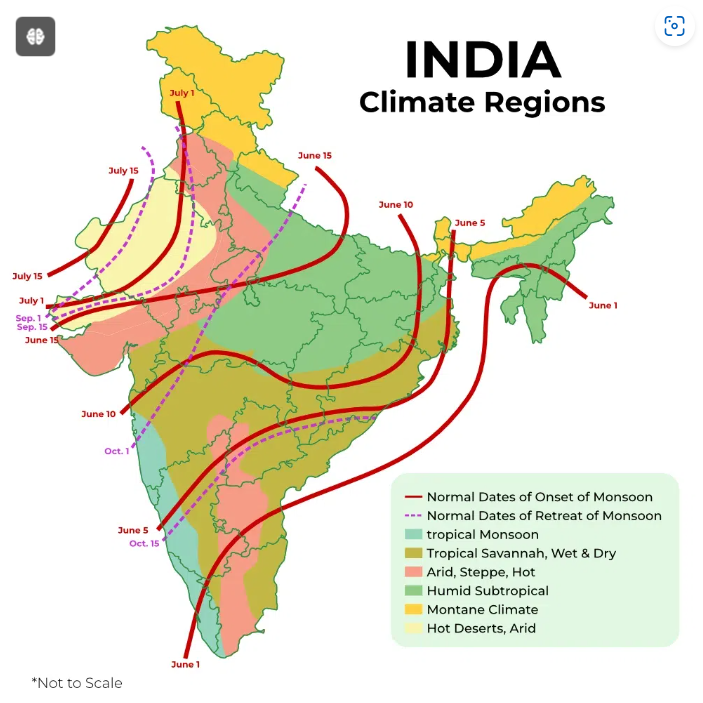 INDIA
Climate Regions
July 1
June 15
July 15
June 10
June 5
July 15
July 1
June 1
Sep. 1
Sep. 15
June 15
June 10
Oct. 1
June 5
Oct. 15
June 1
Normal Dates of Onset of Monsoon
Normal Dates of Retreat of Monsoon
tropical Monsoon
Tropical Savannah, Wet & Dry
Arid, Steppe, Hot
Humid Subtropical
Montane Climate
Hot Deserts, Arid
*Not to Scale